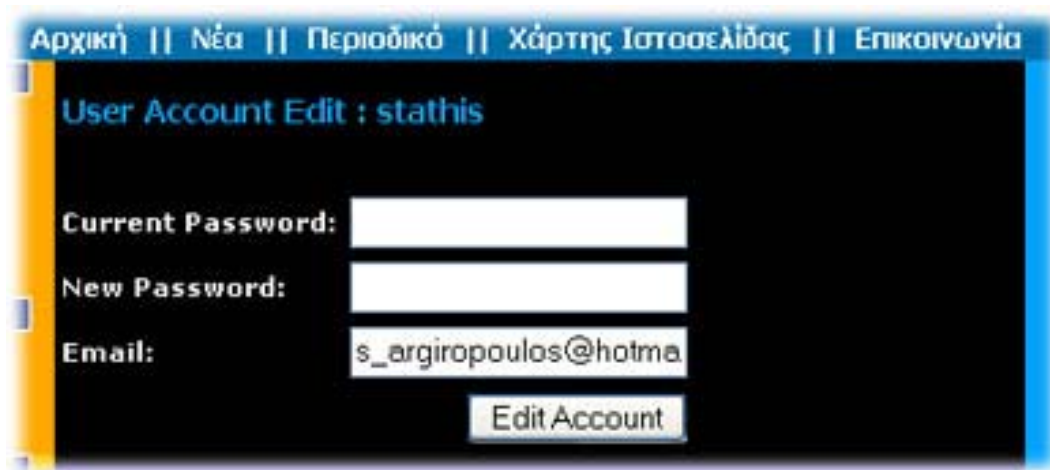 Αρχική || Νέα || Περιοδικό || Χάρτης Ιστοσελίδας || Επικοινωνία
User Account Edit : stathis
Current Password:
New Password:
Email: s_argiropoulos@hotma
Edit Account